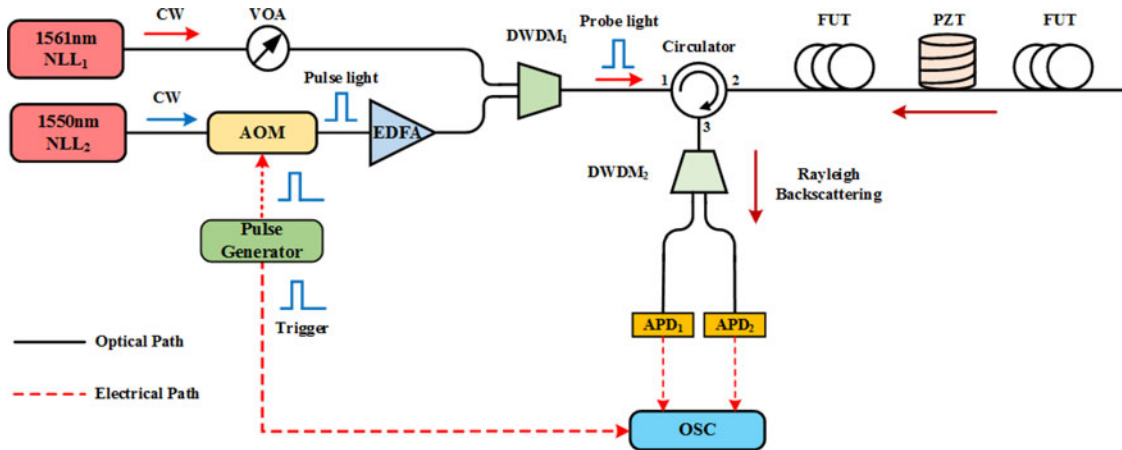 CW
VOA
1561nm
NLL₁
DWDM₁
Probe light
Circulator
FUT
PZT
FUT
1
2
3
1550nm
NLL₂
CW
AOM
Pulse light
EDFA
DWDM₂
Rayleigh
Backscattering
Pulse
Generator
Trigger
APD₁
APD₂
Optical Path
Electrical Path
OSC